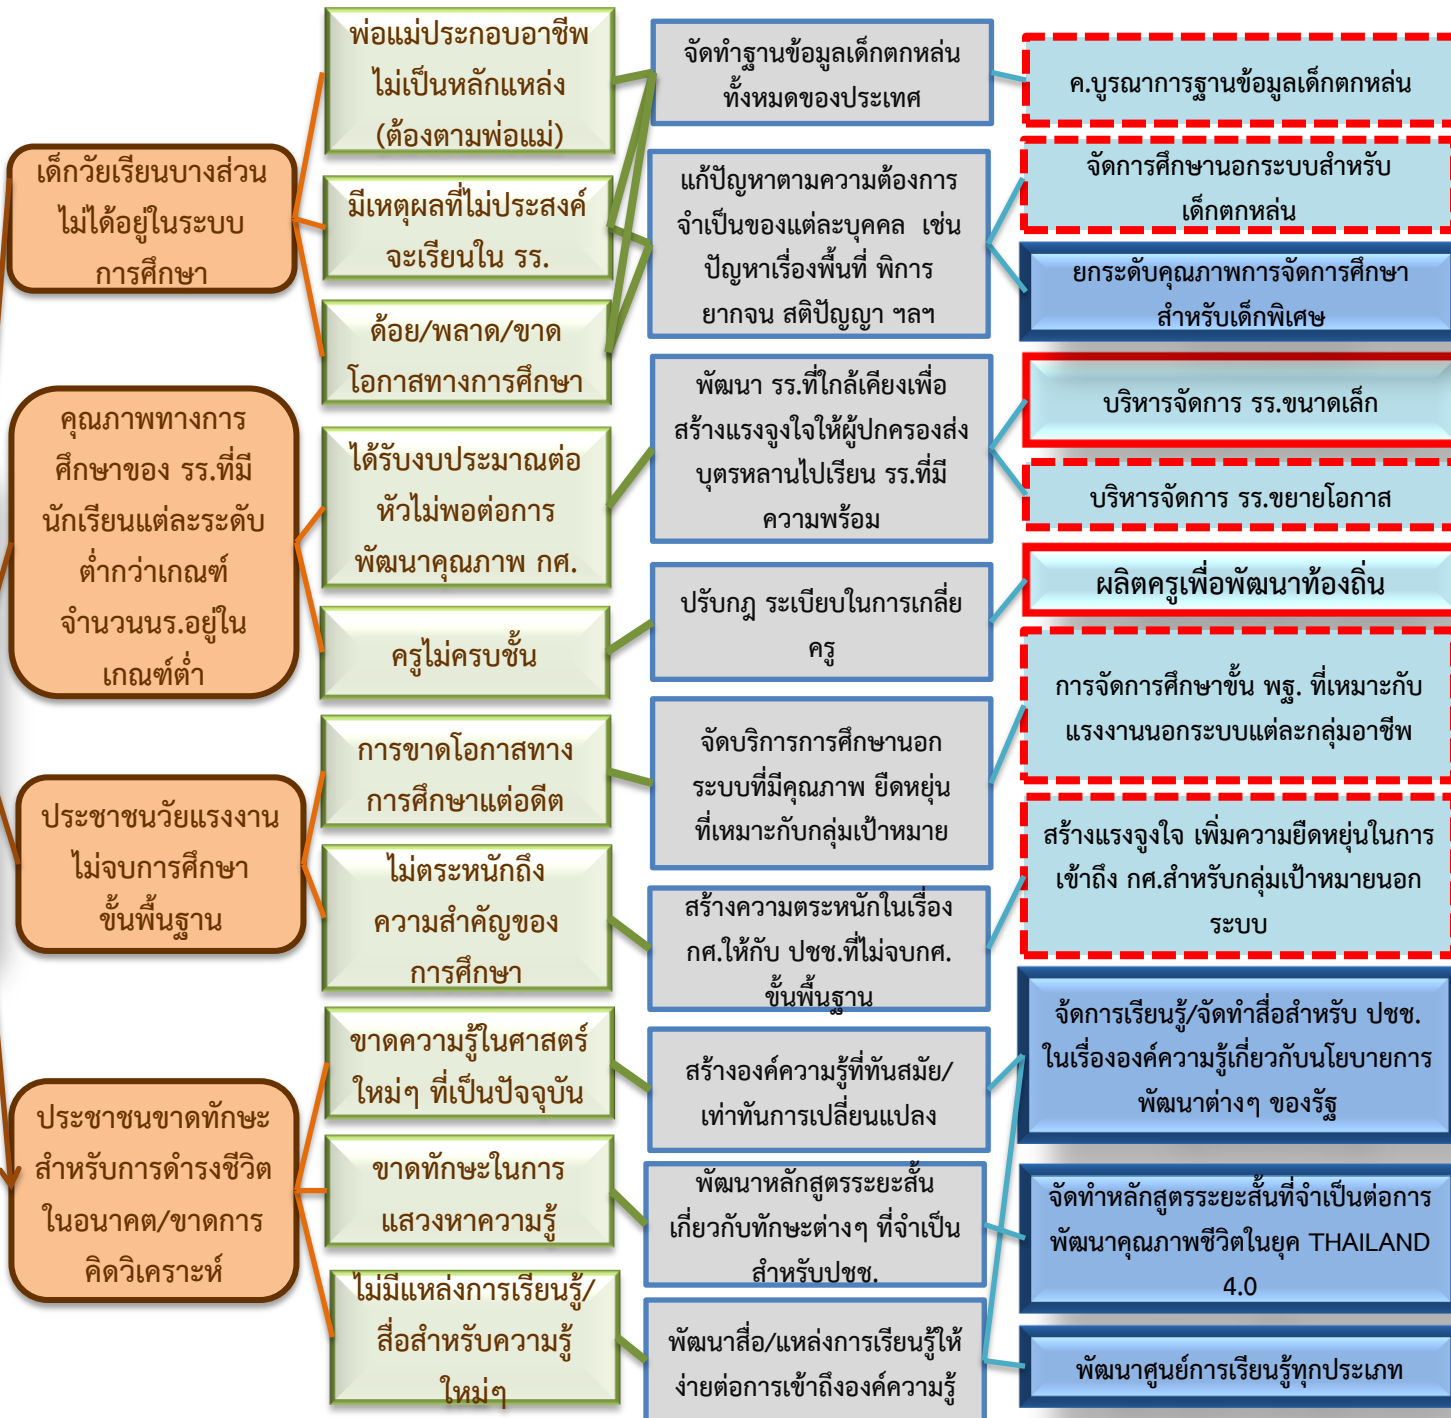 เด็กวัยเรียนบางส่วน
ไม่ได้อยู่ในระบบ
การศึกษา
คุณภาพทางการ
ศึกษาของ รร.ที่มี
นักเรียนแต่ละระดับ
ต่ำกว่าเกณฑ์
จำนวนนร.อยู่ใน
เกณฑ์ต่ำ
ประชาชนวัยแรงงาน
ไม่จบการศึกษา
ขั้นพื้นฐาน
ประชาชนขาดทักษะ
สำหรับการดำรงชีวิต
ในอนาคต/ขาดการ
คิดวิเคราะห์
พ่อแม่ประกอบอาชีพ
ไม่เป็นหลักแหล่ง
(ต้องตามพ่อแม่)
มีเหตุผลที่ไม่ประสงค์
จะเรียนใน รร.
ด้อย/พลาด/ขาด
โอกาสทางการศึกษา
ได้รับงบประมาณต่อ
หัวไม่พอต่อการ
พัฒนาคุณภาพ กศ.
ครูไม่ครบชั้น
การขาดโอกาสทาง
การศึกษาแต่อดีต
ไม่ตระหนักถึง
ความสำคัญของ
การศึกษา
ขาดความรู้ในศาสตร์
ใหม่ๆ ที่เป็นปัจจุบัน
ขาดทักษะในการ
แสวงหาความรู้
ไม่มีแหล่งการเรียนรู้/
สื่อสำหรับความรู้
ใหม่ๆ
จัดทำฐานข้อมูลเด็กตกหล่น
ทั้งหมดของประเทศ
แก้ปัญหาตามความต้องการ
จำเป็นของแต่ละบุคคล เช่น
ปัญหาเรื่องพื้นที่ พิการ
ยากจน สติปัญญา ฯลฯ
พัฒนา รร.ที่ใกล้เคียงเพื่อ
สร้างแรงจูงใจให้ผู้ปกครองส่ง
บุตรหลานไปเรียน รร.ที่มี
ความพร้อม
ปรับกฎ ระเบียบในการเกลี่ย
ครู
จัดบริการการศึกษานอก
ระบบที่มีคุณภาพ ยืดหยุ่น
ที่เหมาะกับกลุ่มเป้าหมาย
สร้างความตระหนักในเรื่อง
กศ.ให้กับ ปชช.ที่ไม่จบกศ.
ขั้นพื้นฐาน
สร้างองค์ความรู้ที่ทันสมัย/
เท่าทันการเปลี่ยนแปลง
พัฒนาหลักสูตรระยะสั้น
เกี่ยวกับทักษะต่างๆ ที่จำเป็น
สำหรับปชช.
พัฒนาสื่อ/แหล่งการเรียนรู้ให้
ง่ายต่อการเข้าถึงองค์ความรู้
ค.บูรณาการฐานข้อมูลเด็กตกหล่น
จัดการศึกษานอกระบบสำหรับ
เด็กตกหล่น
ยกระดับคุณภาพการจัดการศึกษา
สำหรับเด็กพิเศษ
บริหารจัดการ รร.ขนาดเล็ก
บริหารจัดการ รร.ขยายโอกาส
ผลิตครูเพื่อพัฒนาท้องถิ่น
การจัดการศึกษาขั้น พฐ. ที่เหมาะกับ
แรงงานนอกระบบแต่ละกลุ่มอาชีพ
สร้างแรงจูงใจ เพิ่มความยืดหยุ่นในการ
เข้าถึง กศ.สำหรับกลุ่มเป้าหมายนอก
ระบบ
จัดการเรียนรู้/จัดทำสื่อสำหรับ ปชช.
ในเรื่ององค์ความรู้เกี่ยวกับนโยบายการ
พัฒนาต่างๆ ของรัฐ
จัดทำหลักสูตรระยะสั้นที่จำเป็นต่อการ
พัฒนาคุณภาพชีวิตในยุค THAILAND
4.0
พัฒนาศูนย์การเรียนรู้ทุกประเภท